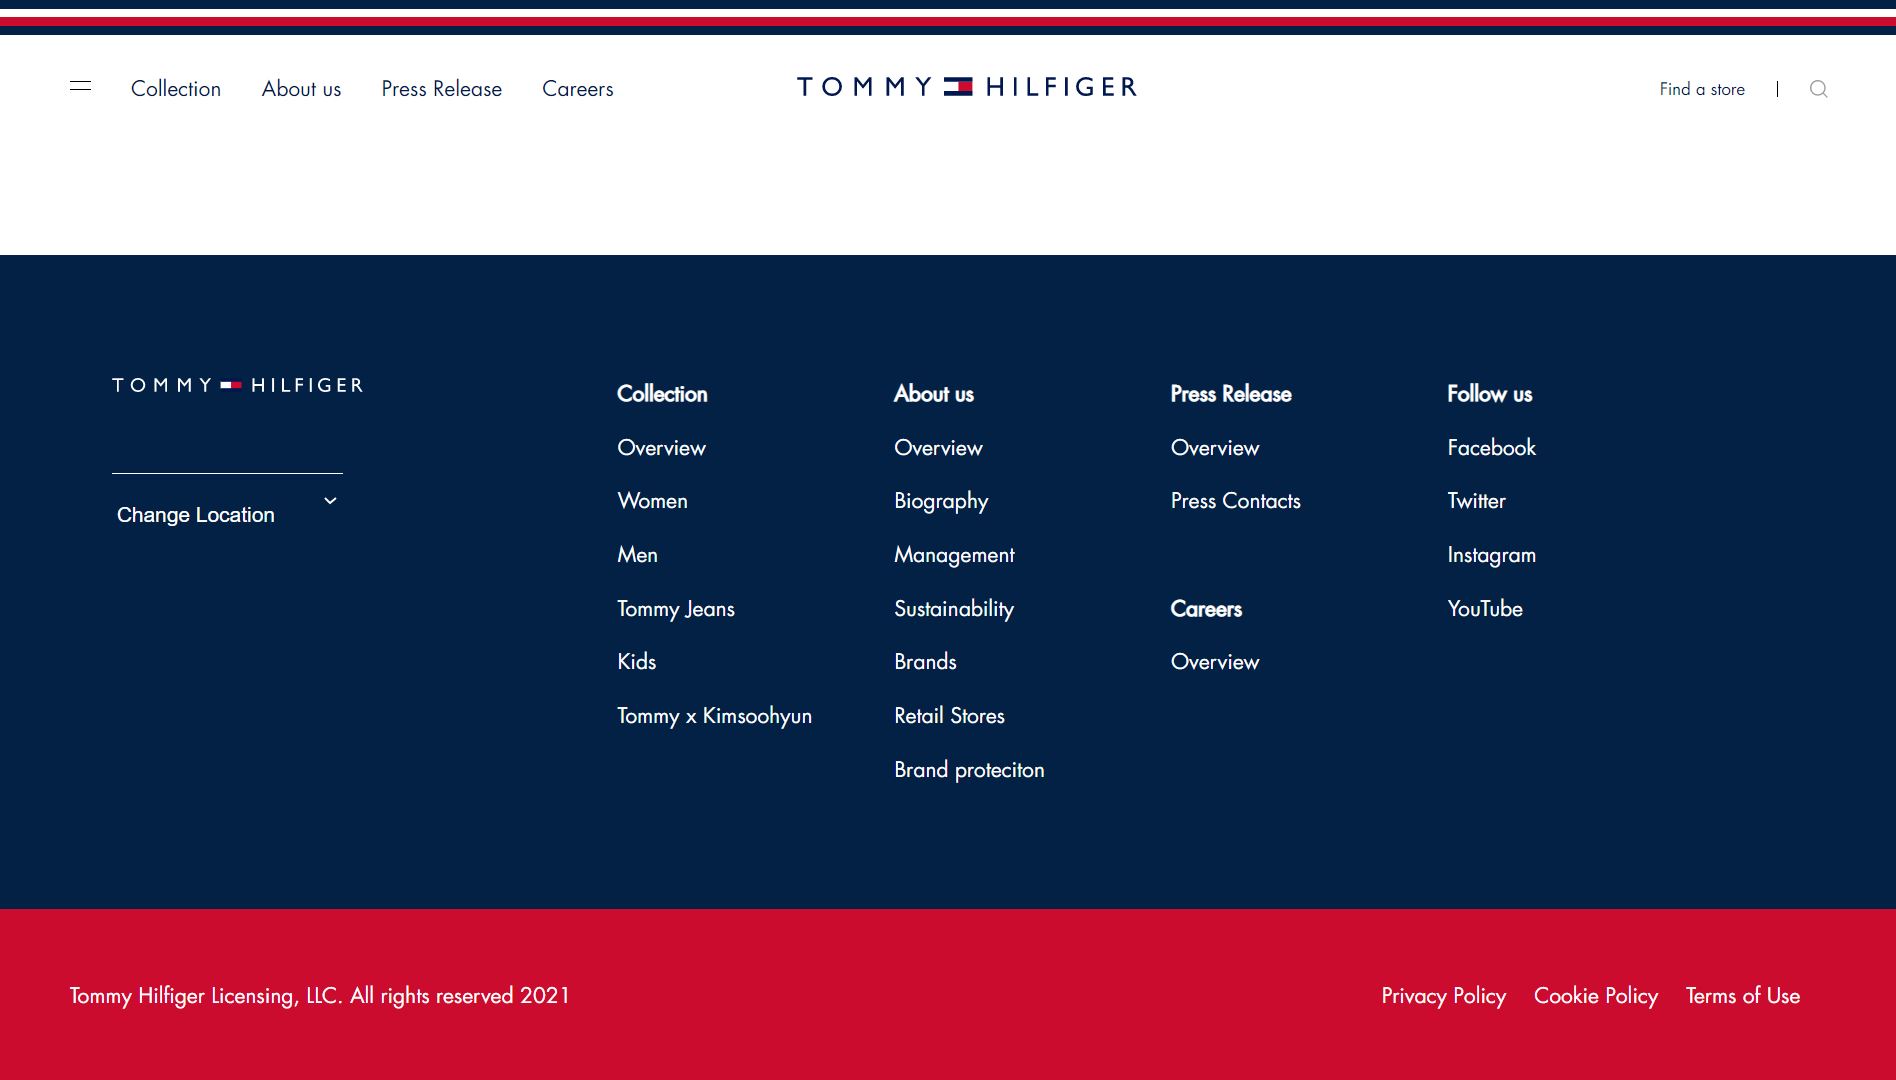 Collection About us Press Release Careers
TOMMY HILFIGER
Find a store
TOMMY HILFIGER
Change Location
Collection
Overview
Women
Men
Tommy Jeans
Kids
Tommy x Kimsoohyun
About us
Overview
Biography
Management
Sustainability
Brands
Retail Stores
Brand proteciton
Press Release
Overview
Press Contacts
Careers
Overview
Follow us
Facebook
Twitter
Instagram
YouTube
Tommy Hilfiger Licensing, LLC. All rights reserved 2021
Privacy Policy Cookie Policy Terms of Use